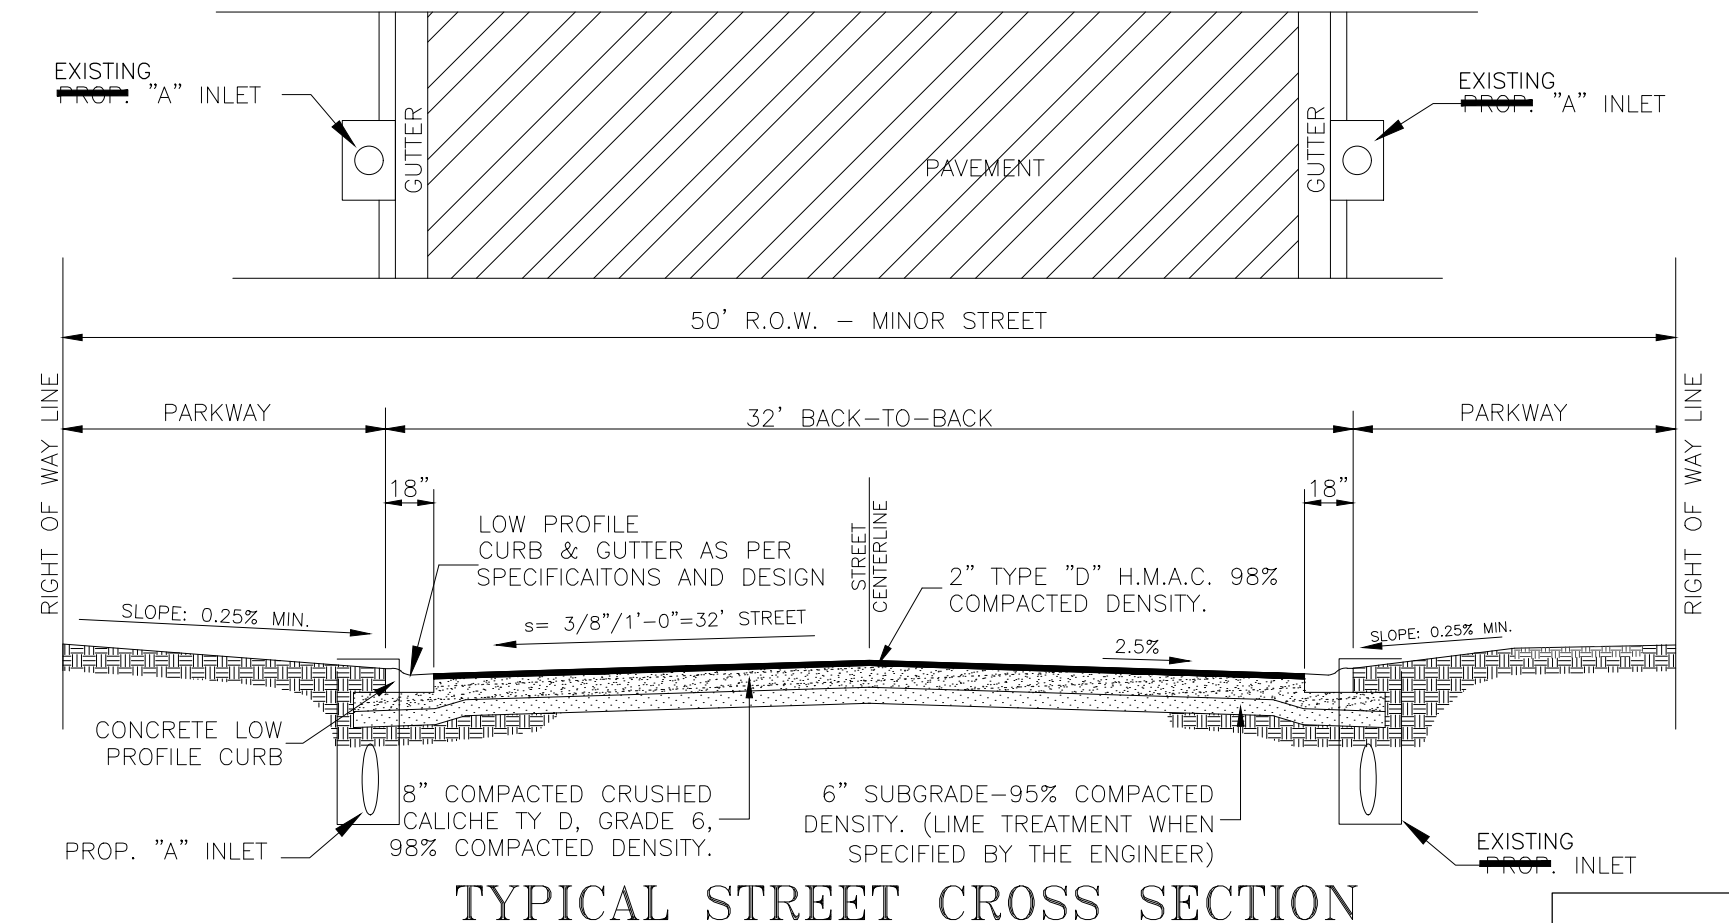 EXISTING
PROP. "A" INLET
EXISTING
PROP. "A" INLET
GUTTER
PAVEMENT
GUTTER
50' R.O.W. - MINOR STREET
RIGHT OF WAY LINE
PARKWAY
32' BACK-TO-BACK
PARKWAY
RIGHT OF WAY LINE
18"
18"
LOW PROFILE
CURB & GUTTER AS PER
SPECIFICAITONS AND DESIGN
STREET
CENTERLINE
2" TYPE "D" H.M.A.C. 98%
COMPACTED DENSITY.
SLOPE: 0.25% MIN.
s= 3/8"/1'-0"=32' STREET
2.5%
SLOPE: 0.25% MIN.
CONCRETE LOW
PROFILE CURB
8" COMPACTED CRUSHED
CALICHE TY D, GRADE 6,
98% COMPACTED DENSITY.
6" SUBGRADE-95% COMPACTED
DENSITY. (LIME TREATMENT WHEN
SPECIFIED BY THE ENGINEER)
PROP. "A" INLET
EXISTING
PROP. INLET
TYPICAL STREET CROSS SECTION